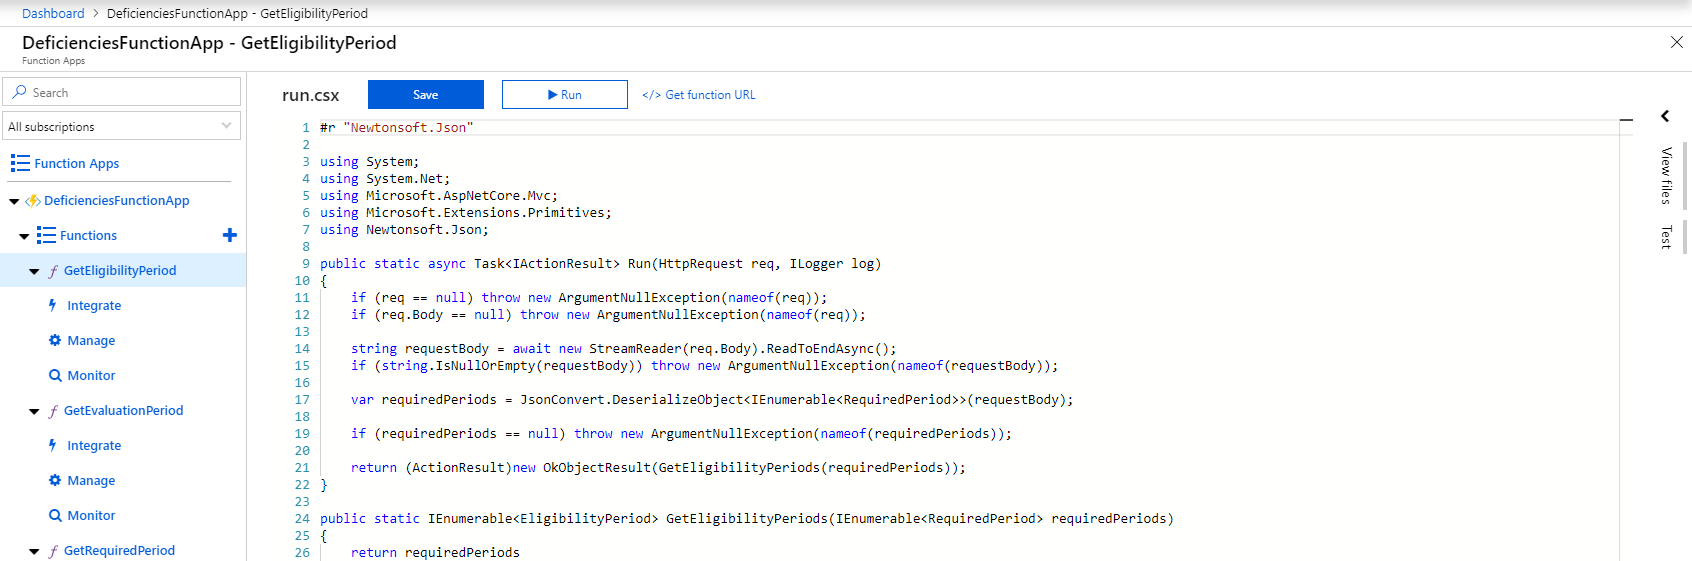 Dashboard > DeficienciesFunctionApp - GetEligibilityPeriod
DeficienciesFunctionApp - GetEligibilityPeriod
Function Apps
Search
All subscriptions
Function Apps
DeficienciesFunctionApp
Functions
f GetEligibilityPeriod
Integrate
Manage
Monitor
f GetEvaluationPeriod
Integrate
Manage
Monitor
f GetRequiredPeriod
run.csx Save Run </> Get function URL
1 #r "Newtonsoft.Json"
2
3 using System;
4 using System.Net;
5 using Microsoft.AspNetCore.Mvc;
6 using Microsoft.Extensions.Primitives;
7 using Newtonsoft.Json;
8
9 public static async Task<IActionResult> Run(HttpRequest req, ILogger log)
10 {
11     if (req == null) throw new ArgumentNullException(nameof(req));
12     if (req.Body == null) throw new ArgumentNullException(nameof(req));
13
14     string requestBody = await new StreamReader(req.Body).ReadToEndAsync();
15     if (string.IsNullOrEmpty(requestBody)) throw new ArgumentNullException(nameof(requestBody));
16
17     var requiredPeriods = JsonConvert.DeserializeObject<IEnumerable<RequiredPeriod>>(requestBody);
18
19     if (requiredPeriods == null) throw new ArgumentNullException(nameof(requiredPeriods));
20
21     return (ActionResult)new OkObjectResult(GetEligibilityPeriods(requiredPeriods));
22 }
23
24 public static IEnumerable<EligibilityPeriod> GetEligibilityPeriods(IEnumerable<RequiredPeriod> requiredPeriods)
25 {
26     return requiredPeriods
View files
Test